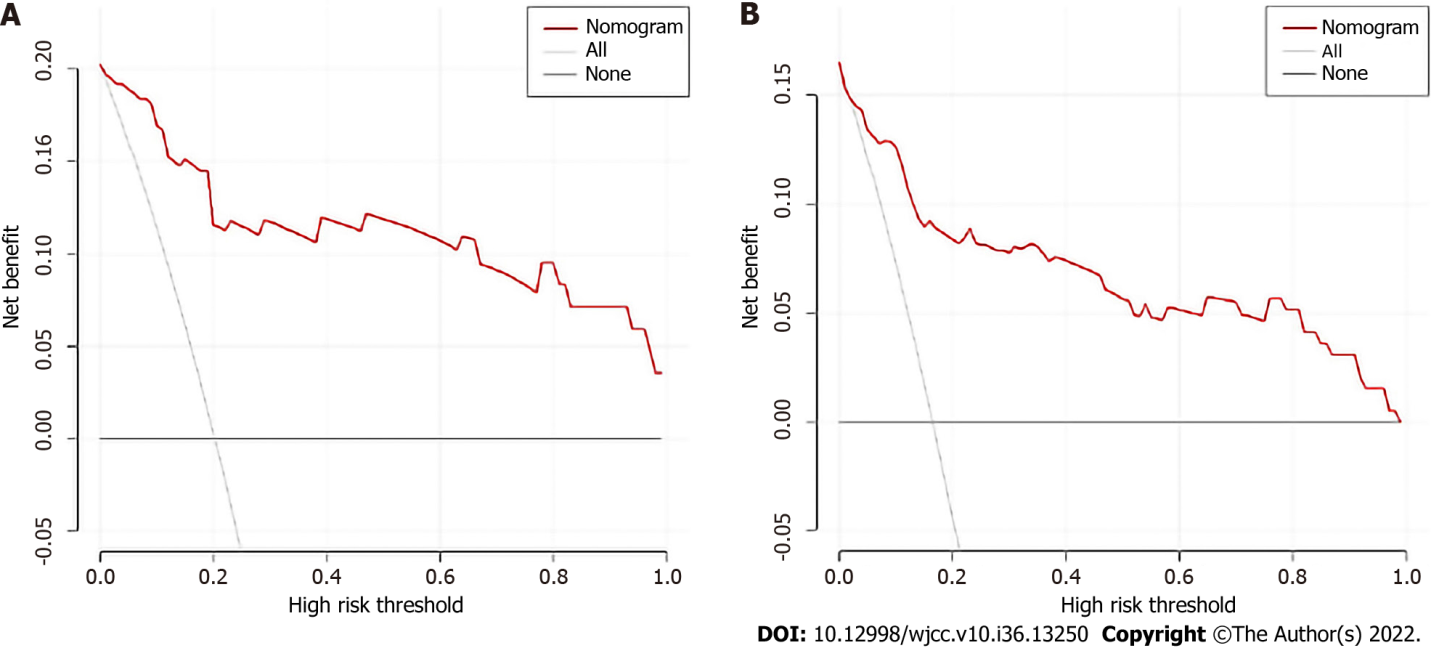 A
Nomogram
All
None
Net benefit
0.20
0.16
0.10
0.05
0.00
-0.05
0.0 0.2 0.4 0.6 0.8 1.0
High risk threshold
B
Nomogram
All
None
Net benefit
0.15
0.10
0.05
0.00
-0.05
0.0 0.2 0.4 0.6 0.8 1.0
High risk threshold
DOI: 10.12998/wjcc.v10.i36.13250 Copyright ©The Author(s) 2022.